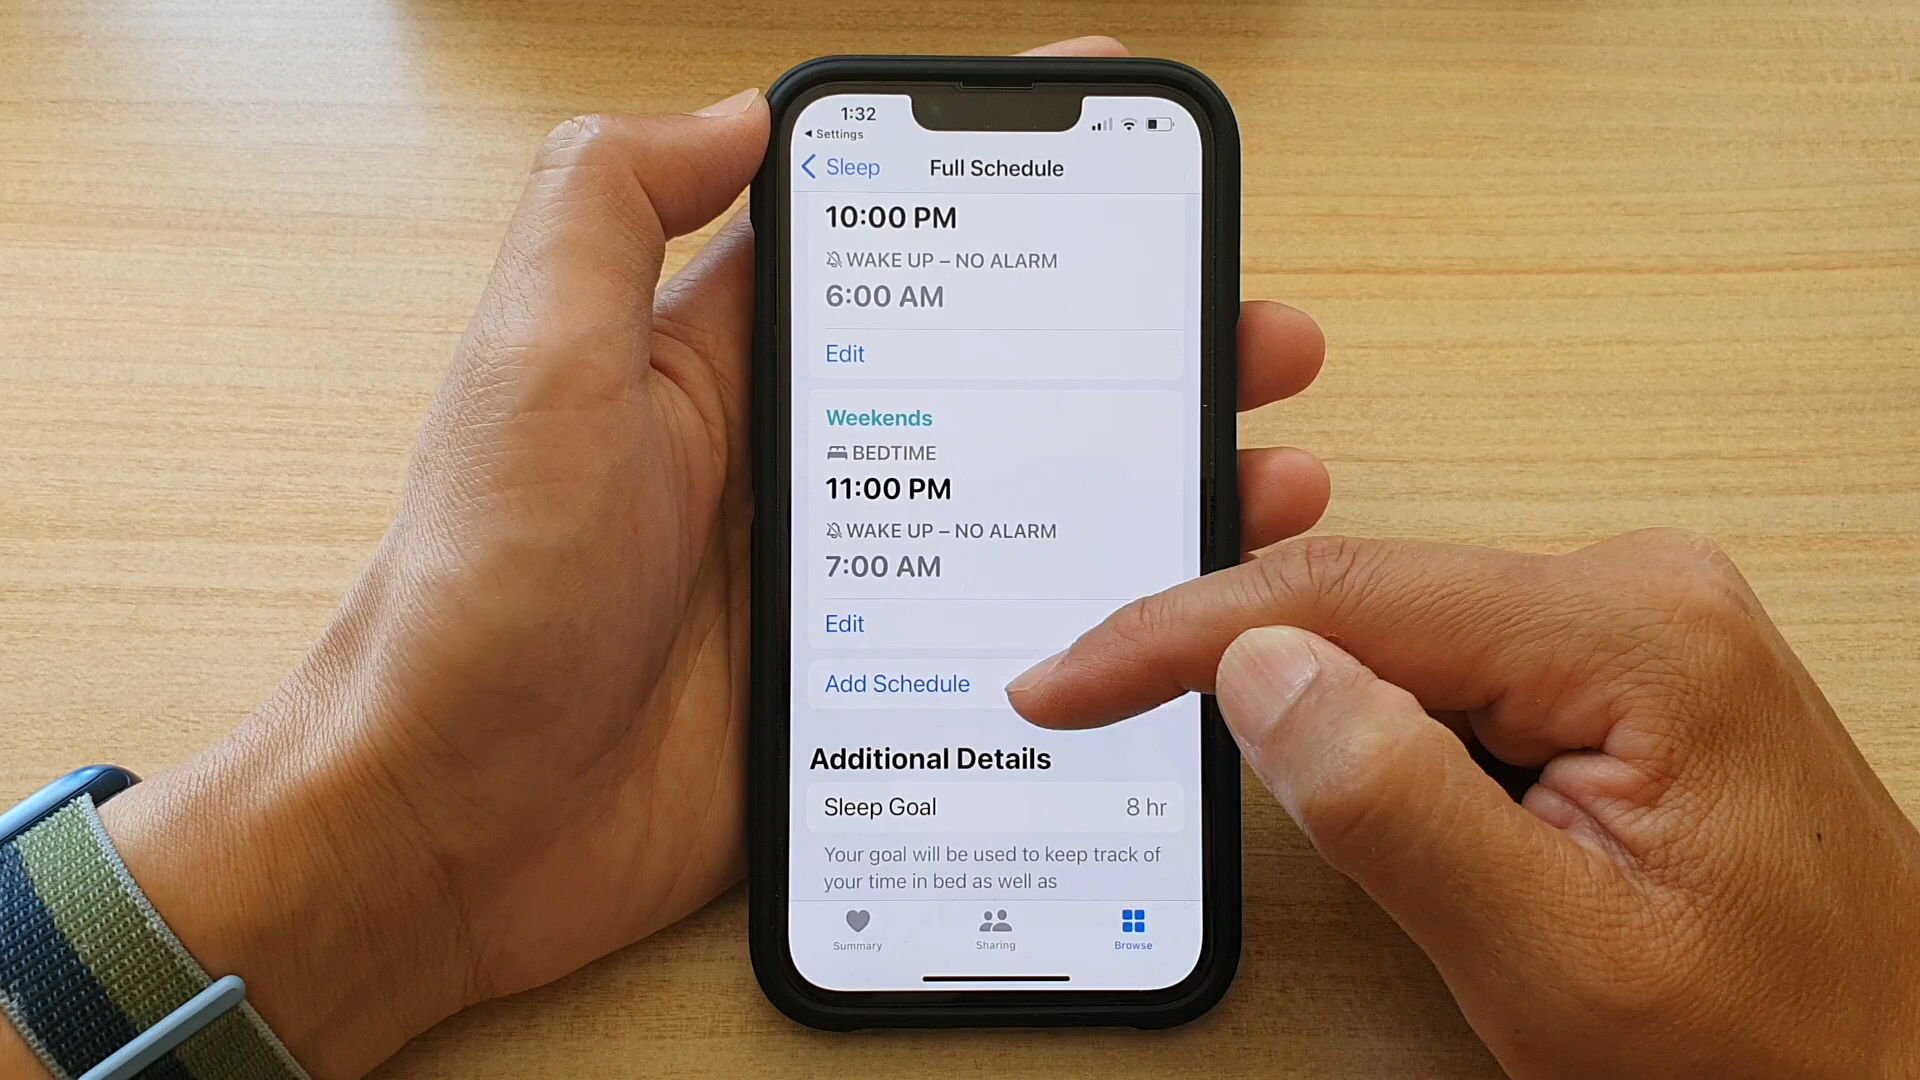 1:32
Settings
Sleep
Full Schedule
10:00 PM
WAKE UP – NO ALARM
6:00 AM
Edit
Weekends
BEDTIME
11:00 PM
WAKE UP – NO ALARM
7:00 AM
Edit
Add Schedule
Additional Details
Sleep Goal 8 hr
Your goal will be used to keep track of
your time in bed as well as
Summary
Sharing
Browse